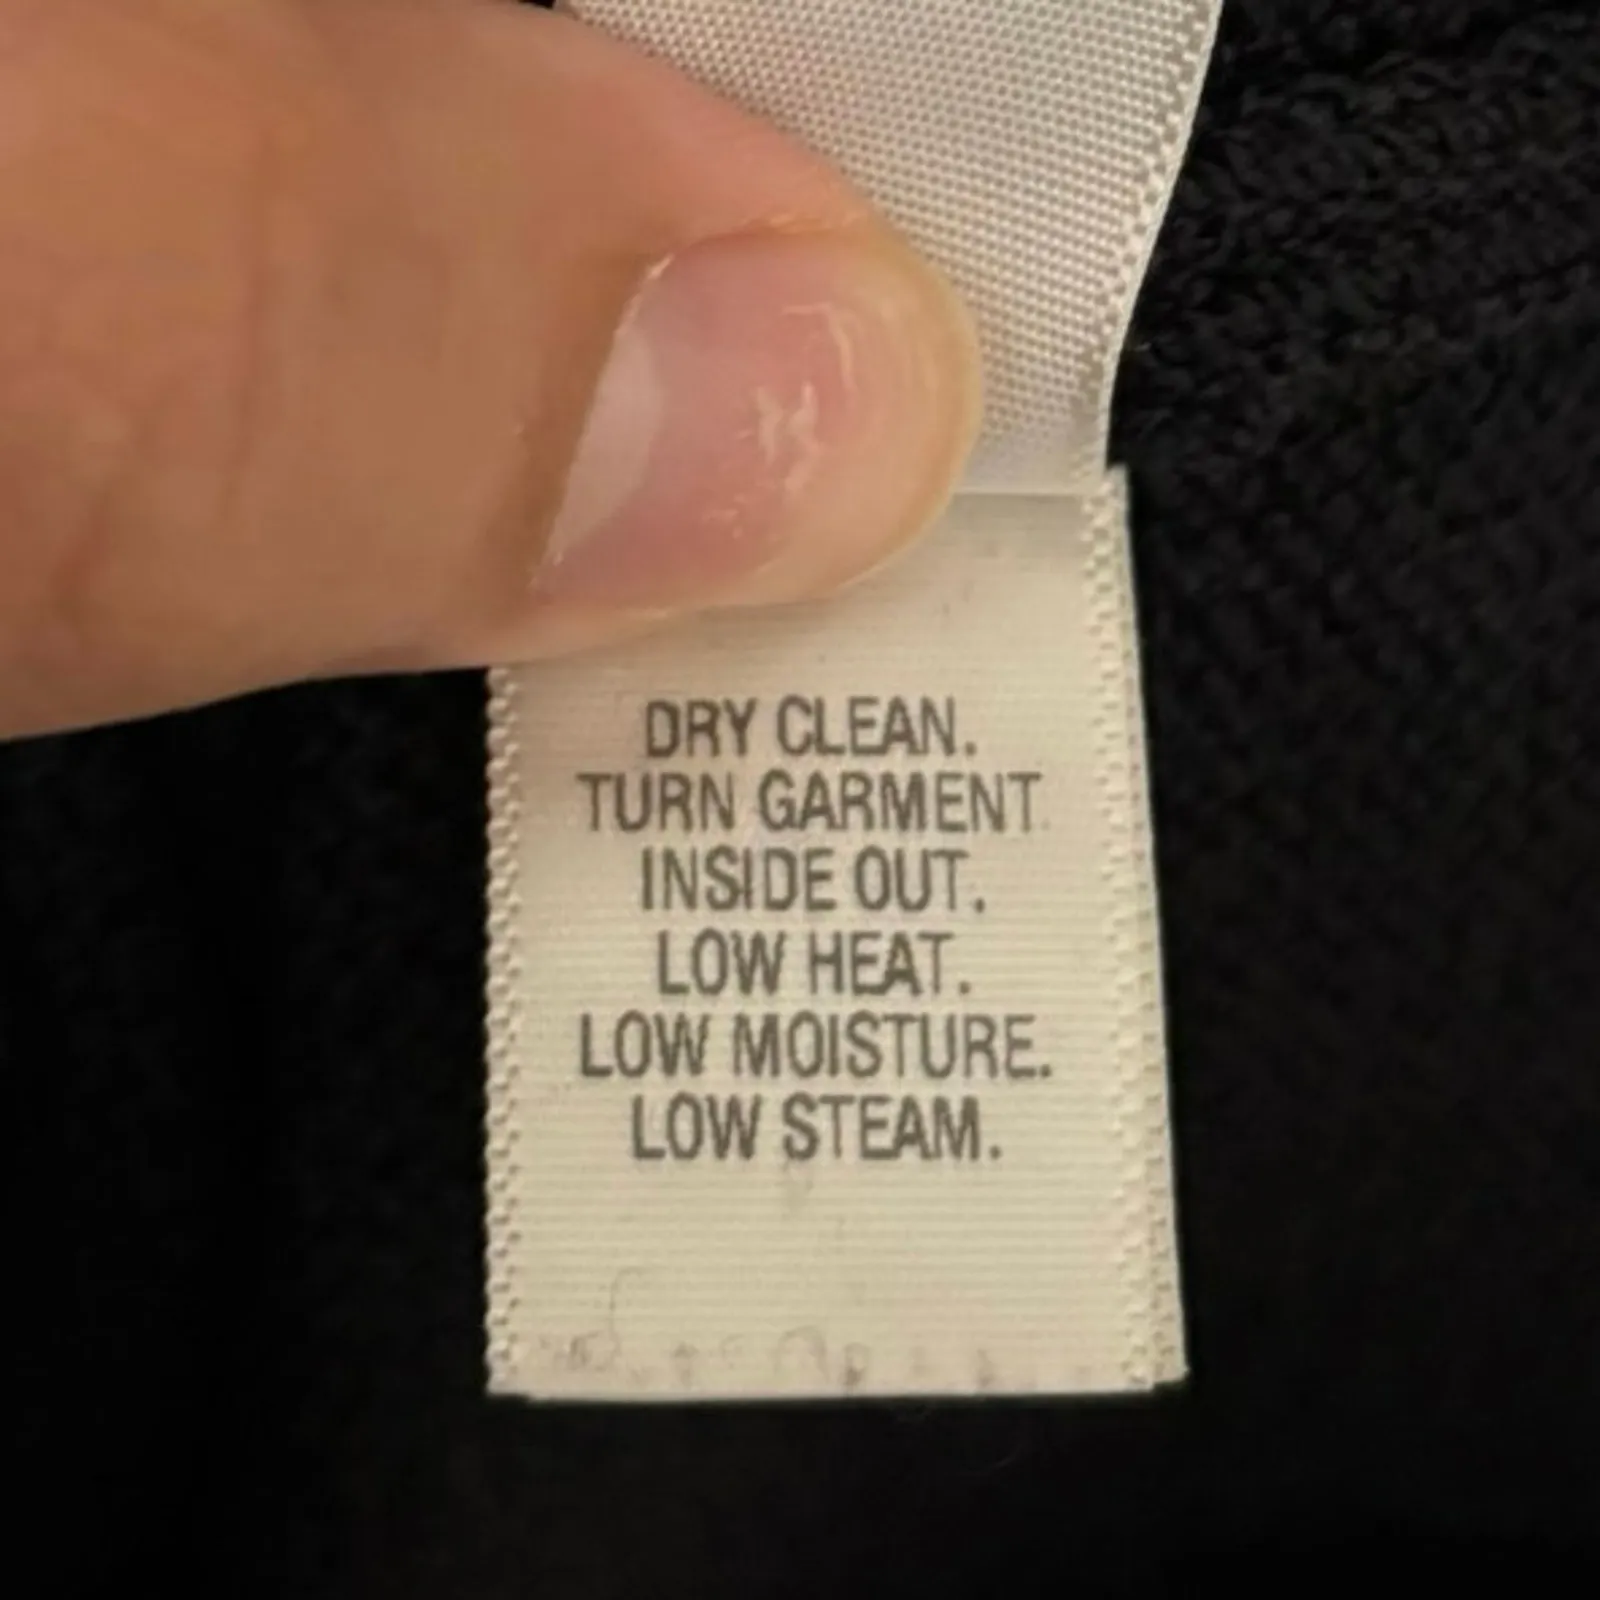 DRY CLEAN.
TURN GARMENT
INSIDE OUT.
LOW HEAT.
LOW MOISTURE.
LOW STEAM.